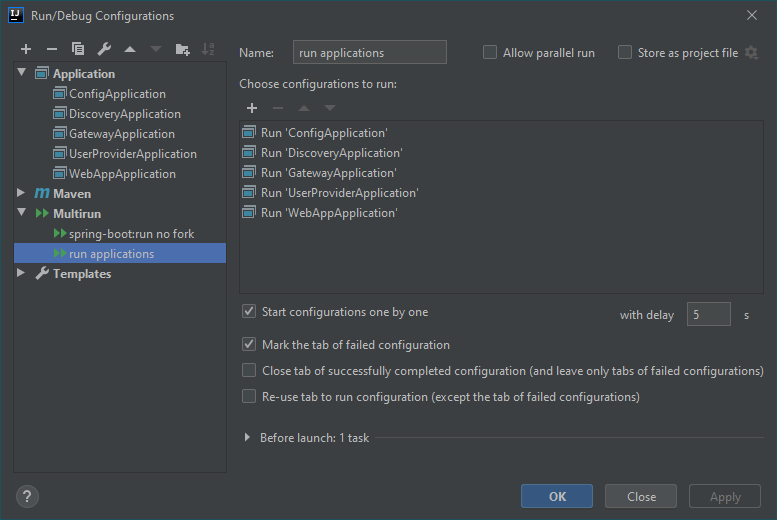 Run/Debug Configurations
Application
ConfigApplication
DiscoveryApplication
GatewayApplication
UserProviderApplication
WebAppApplication
Maven
Multirun
spring-boot:run no fork
run applications
Templates
Name: run applications Allow parallel run Store as project file
Choose configurations to run:
Run 'ConfigApplication'
Run 'DiscoveryApplication'
Run 'GatewayApplication'
Run 'UserProviderApplication'
Run 'WebAppApplication'
Start configurations one by one with delay 5 s
Mark the tab of failed configuration
Close tab of successfully completed configuration (and leave only tabs of failed configurations)
Re-use tab to run configuration (except the tab of failed configurations)
Before launch: 1 task
? OK Close Apply